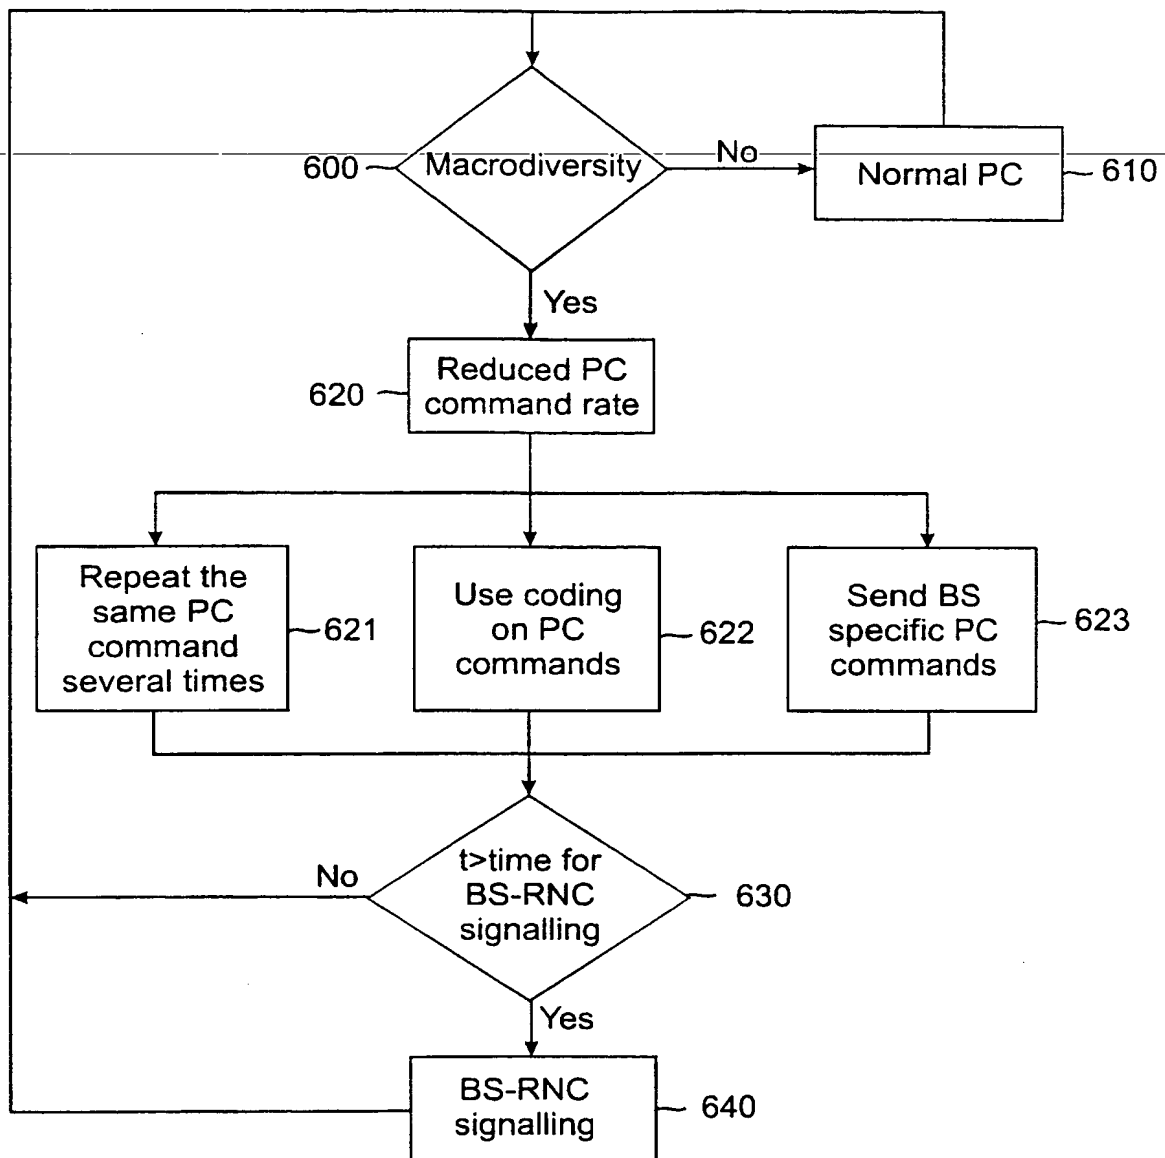 600
Macrodiversity
No
Normal PC
610
Yes
620
Reduced PC
command rate
Repeat the
same PC
command
several times
621
Use coding
on PC
commands
622
Send BS
specific PC
commands
623
No
t>time for
BS-RNC
signalling
630
Yes
BS-RNC
signalling
640